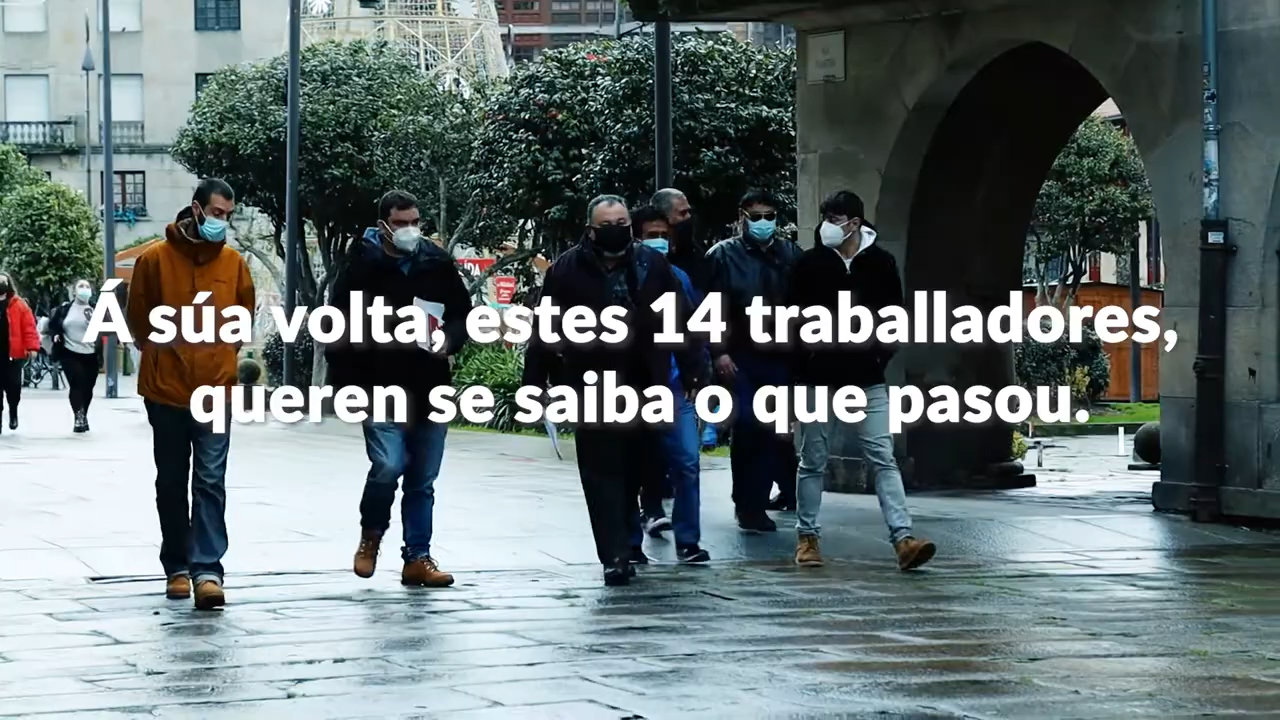 Á súa volta, estes 14 traballadores,
queren se saiba o que pasou.